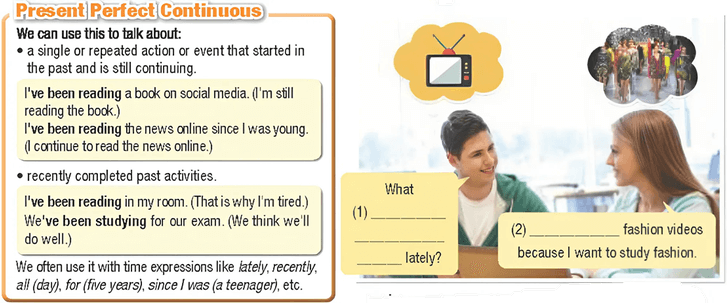 Present Perfect Continuous
We can use this to talk about:
• a single or repeated action or event that started in
the past and is still continuing.
I've been reading a book on social media. (I'm still
reading the book.)
I've been reading the news online since I was young.
(I continue to read the news online.)
• recently completed past activities.
I've been reading in my room. (That is why I'm tired.)
We've been studying for our exam. (We think we'll
do well.)
We often use it with time expressions like lately, recently,
all (day), for (five years), since I was (a teenager), etc.
What
(1) ___________
_____________
_______ lately?
(2) _____________ fashion videos
because I want to study fashion.